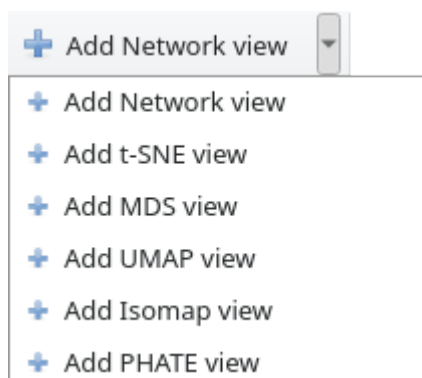 Add Network view
Add Network view
Add t-SNE view
Add MDS view
Add UMAP view
Add Isomap view
Add PHATE view